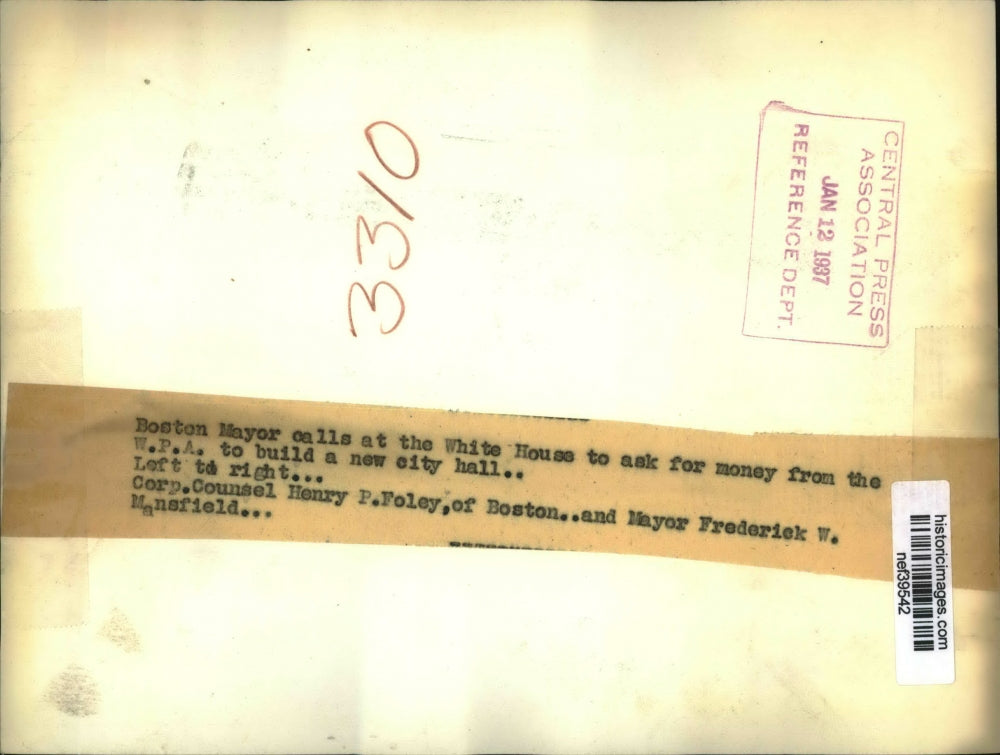 3310
CENTRAL PRESS
ASSOCIATION
JAN 12 1937
REFERENCE DEPT.
Boston Mayor calls at the White House to ask for money from the
W.P.A. to build a new city hall..
Left to right...
Corp.Counsel Henry P.Foley,of Boston..and Mayor Frederick W.
Mansfield...
historicimages.com
nef39542